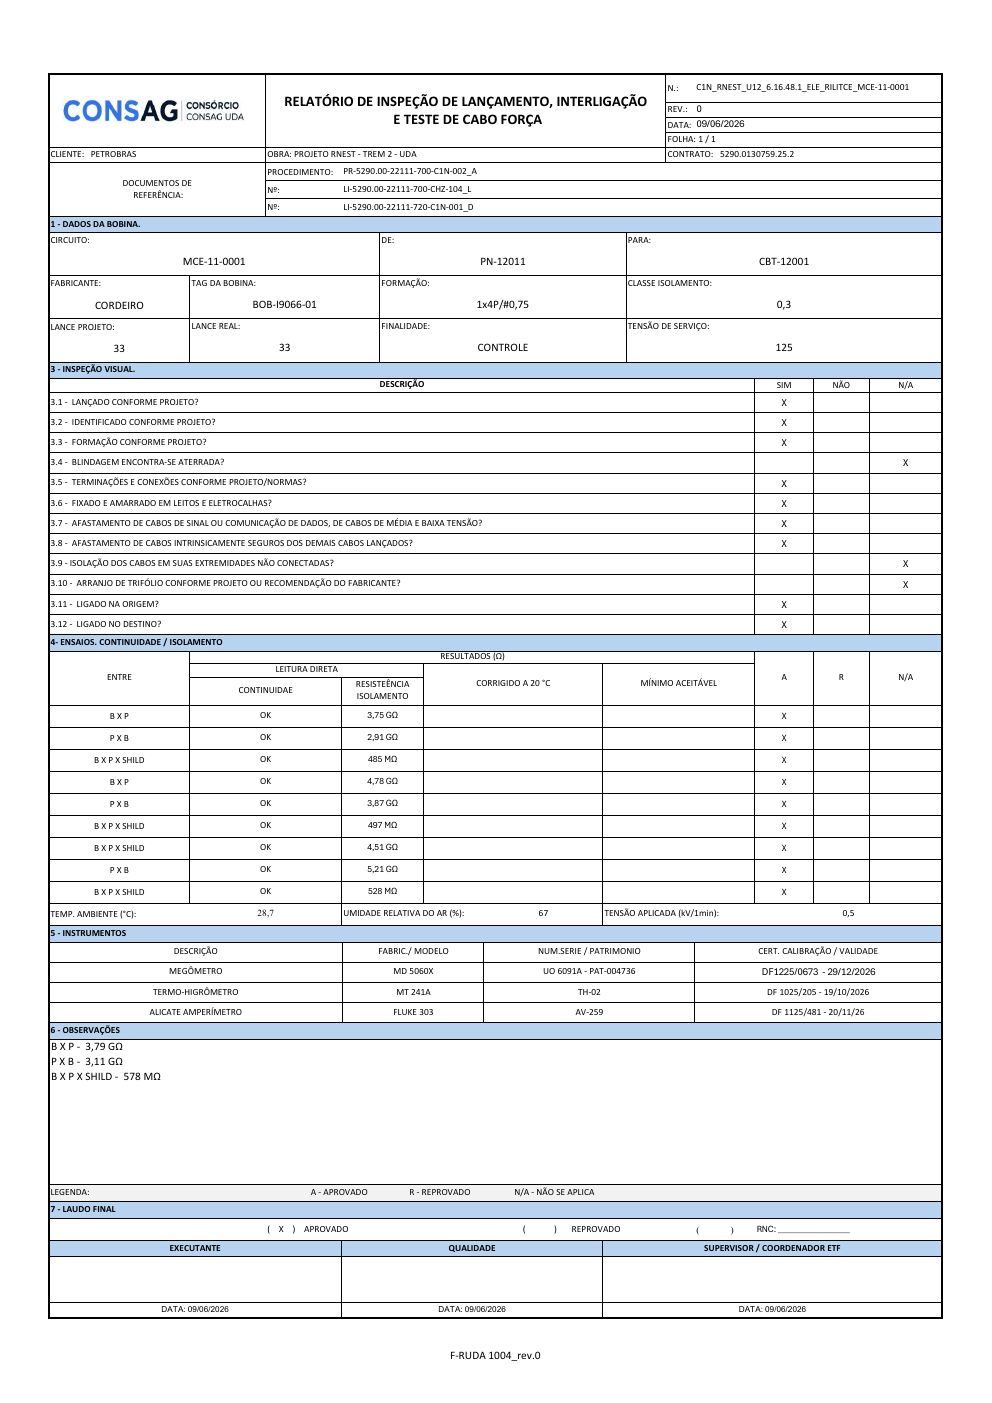 CONSAG CONSÓRCIO CONSAG UDA
RELATÓRIO DE INSPEÇÃO DE LANÇAMENTO, INTERLIGAÇÃO
E TESTE DE CABO FORÇA
N.: C1N_RNEST_U12_6.16.48.1_ELE_RILITCE_MCE-11-0001
REV.: 0
DATA: 09/06/2026
FOLHA: 1 / 1
CLIENTE: PETROBRAS OBRA: PROJETO RNEST - TREM 2 - UDA CONTRATO: 5290.0130759.25.2
DOCUMENTOS DE
REFERÊNCIA:
PROCEDIMENTO: PR-5290.00-22111-700-C1N-002_A
Nº: LI-5290.00-22111-700-CHZ-104_L
Nº: LI-5290.00-22111-720-C1N-001_D
1 - DADOS DA BOBINA.
CIRCUITO: DE: PARA:
MCE-11-0001 PN-12011 CBT-12001
FABRICANTE: TAG DA BOBINA: FORMAÇÃO: CLASSE ISOLAMENTO:
CORDEIRO BOB-I9066-01 1x4P/#0,75 0,3
LANCE PROJETO: LANCE REAL: FINALIDADE: TENSÃO DE SERVIÇO:
33 33 CONTROLE 125
3 - INSPEÇÃO VISUAL.
DESCRIÇÃO SIM NÃO N/A
3.1 - LANÇADO CONFORME PROJETO? X
3.2 - IDENTIFICADO CONFORME PROJETO? X
3.3 - FORMAÇÃO CONFORME PROJETO? X
3.4 - BLINDAGEM ENCONTRA-SE ATERRADA? X
3.5 - TERMINAÇÕES E CONEXÕES CONFORME PROJETO/NORMAS? X
3.6 - FIXADO E AMARRADO EM LEITOS E ELETROCALHAS? X
3.7 - AFASTAMENTO DE CABOS DE SINAL OU COMUNICAÇÃO DE DADOS, DE CABOS DE MÉDIA E BAIXA TENSÃO? X
3.8 - AFASTAMENTO DE CABOS INTRINSICAMENTE SEGUROS DOS DEMAIS CABOS LANÇADOS? X
3.9 - ISOLAÇÃO DOS CABOS EM SUAS EXTREMIDADES NÃO CONECTADAS? X
3.10 - ARRANJO DE TRIFÓLIO CONFORME PROJETO OU RECOMENDAÇÃO DO FABRICANTE? X
3.11 - LIGADO NA ORIGEM? X
3.12 - LIGADO NO DESTINO? X
4- ENSAIOS. CONTINUIDADE / ISOLAMENTO
ENTRE RESULTADOS (Ω) A R N/A
LEITURA DIRETA CORRIGIDO A 20 °C MÍNIMO ACEITÁVEL
CONTINUIDAE RESISTEÊNCIA
ISOLAMENTO
B X P OK 3,75 GΩ X
P X B OK 2,91 GΩ X
B X P X SHILD OK 485 MΩ X
B X P OK 4,78 GΩ X
P X B OK 3,87 GΩ X
B X P X SHILD OK 497 MΩ X
B X P X SHILD OK 4,51 GΩ X
P X B OK 5,21 GΩ X
B X P X SHILD OK 528 MΩ X
TEMP. AMBIENTE (°C): 28,7 UMIDADE RELATIVA DO AR (%): 67 TENSÃO APLICADA (kV/1min): 0,5
5 - INSTRUMENTOS
DESCRIÇÃO FABRIC./ MODELO NUM.SERIE / PATRIMONIO CERT. CALIBRAÇÃO / VALIDADE
MEGÔMETRO MD 5060X UO 6091A - PAT-004736 DF1225/0673 - 29/12/2026
TERMO-HIGRÔMETRO MT 241A TH-02 DF 1025/205 - 19/10/2026
ALICATE AMPERÍMETRO FLUKE 303 AV-259 DF 1125/481 - 20/11/26
6 - OBSERVAÇÕES
B X P - 3,79 GΩ
P X B - 3,11 GΩ
B X P X SHILD - 578 MΩ
LEGENDA: A - APROVADO R - REPROVADO N/A - NÃO SE APLICA
7 - LAUDO FINAL
( X ) APROVADO ( ) REPROVADO ( ) RNC: _______________
EXECUTANTE QUALIDADE SUPERVISOR / COORDENADOR ETF
DATA: 09/06/2026 DATA: 09/06/2026 DATA: 09/06/2026
F-RUDA 1004_rev.0